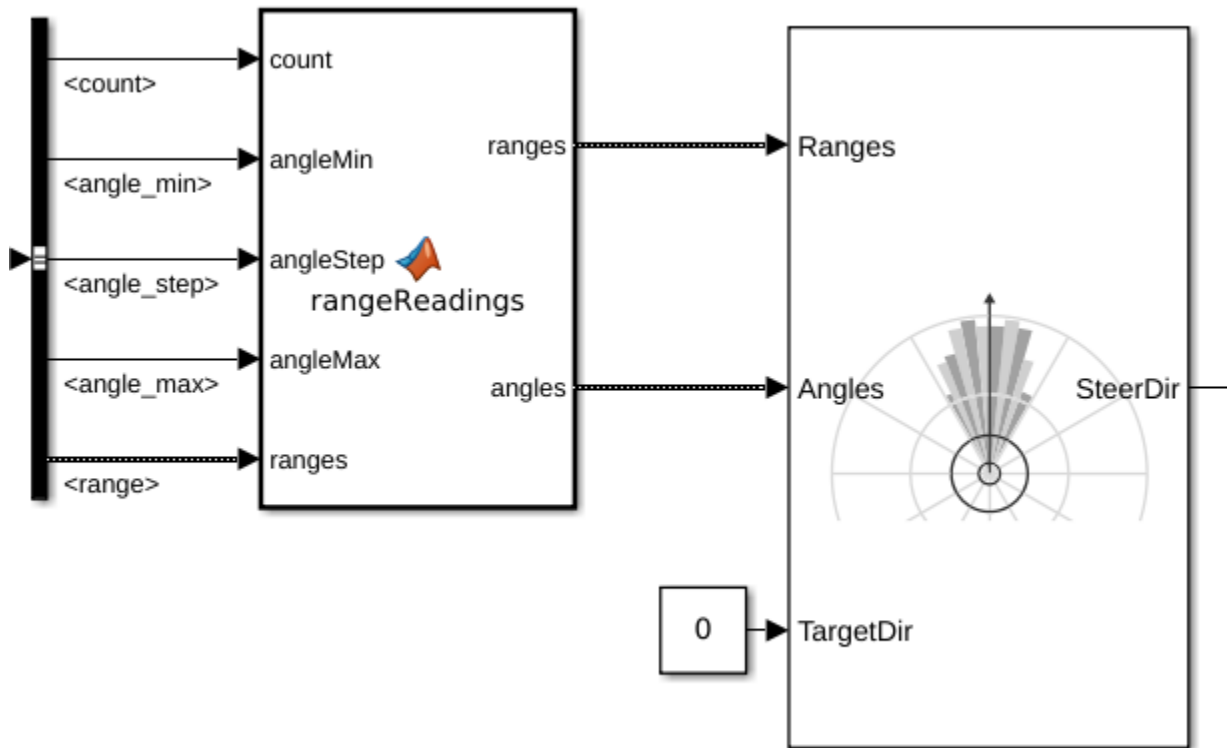 count
<count>
ranges
Ranges
angleMin
<angle_min>
angleStep
<angle_step>
rangeReadings
angleMax
<angle_max>
angles
Angles
SteerDir
ranges
<range>
0
TargetDir